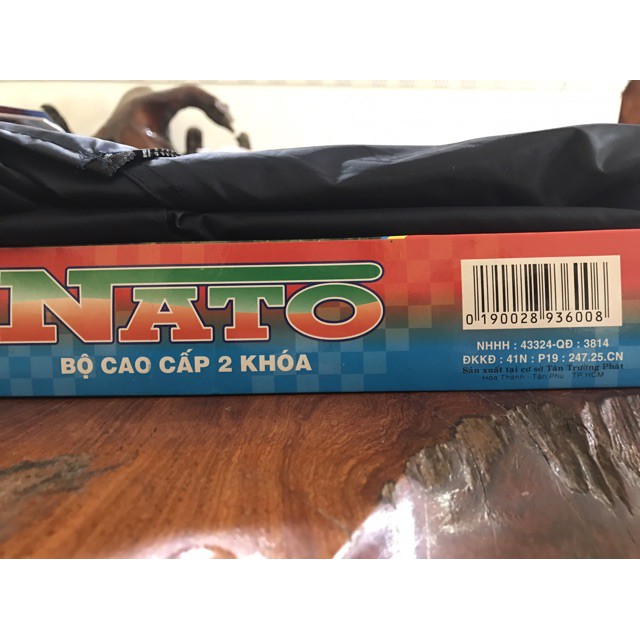 NATO
BỘ CAO CẤP 2 KHÓA
0 190028 936008
NHHH : 43324-QĐ : 3814
ĐKKĐ : 41N : P19 : 247.25.CN
Sản xuất tại cơ sở Tân Trường Phát
Hòa Thạnh - Tân Phú - TP.HCM